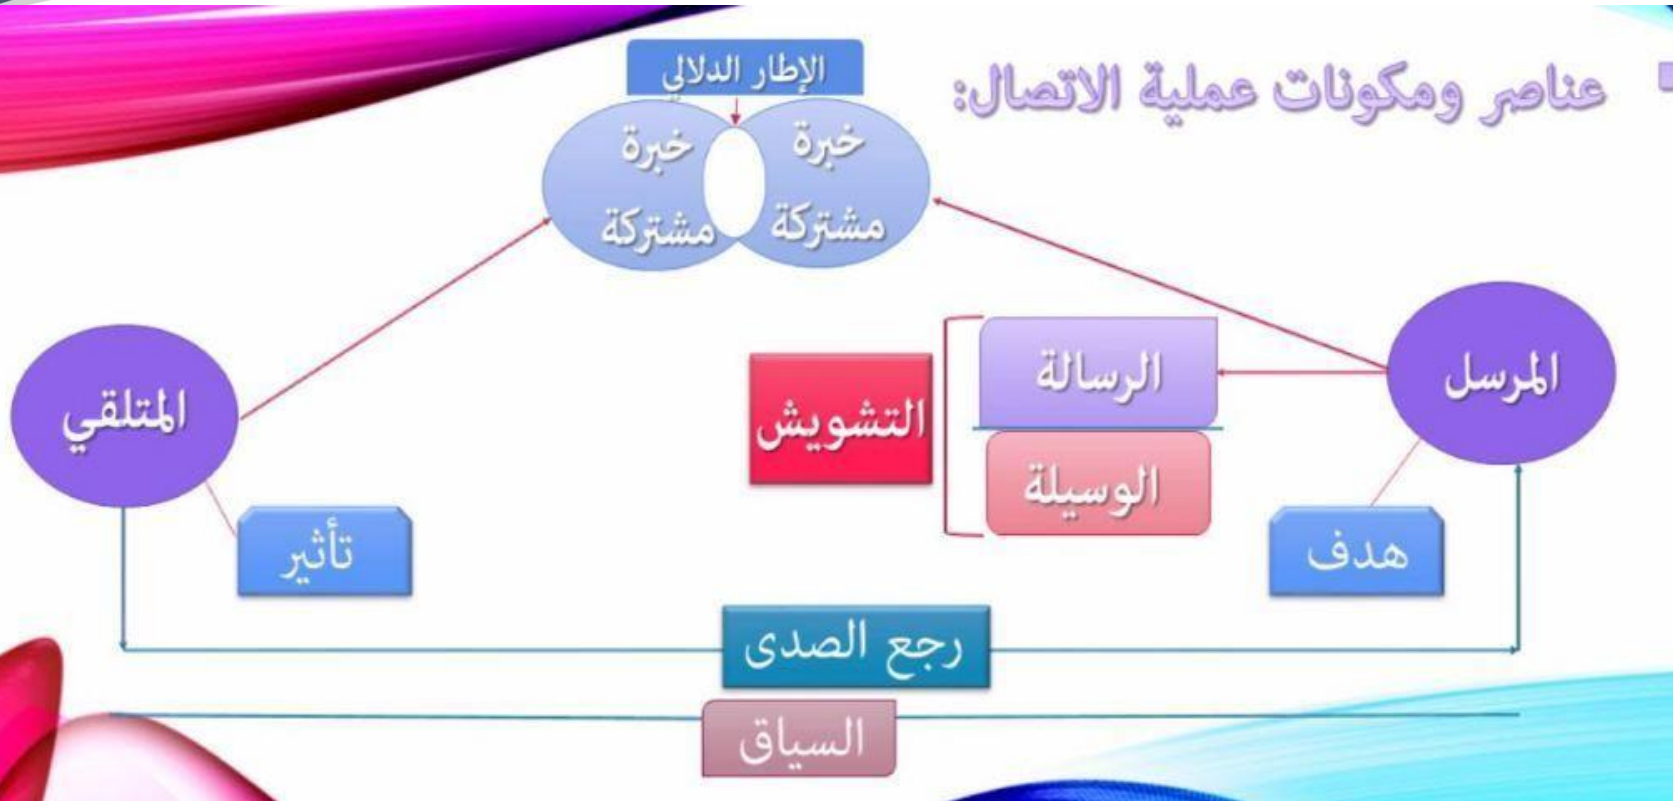 عناصر ومكونات عملية الاتصال:
الإطار الدلالي
خبرة
مشتركة
خبرة
مشتركة
المرسل
الرسالة
الوسيلة
التشويش
المتلقي
هدف
تأثير
رجع الصدى
السياق